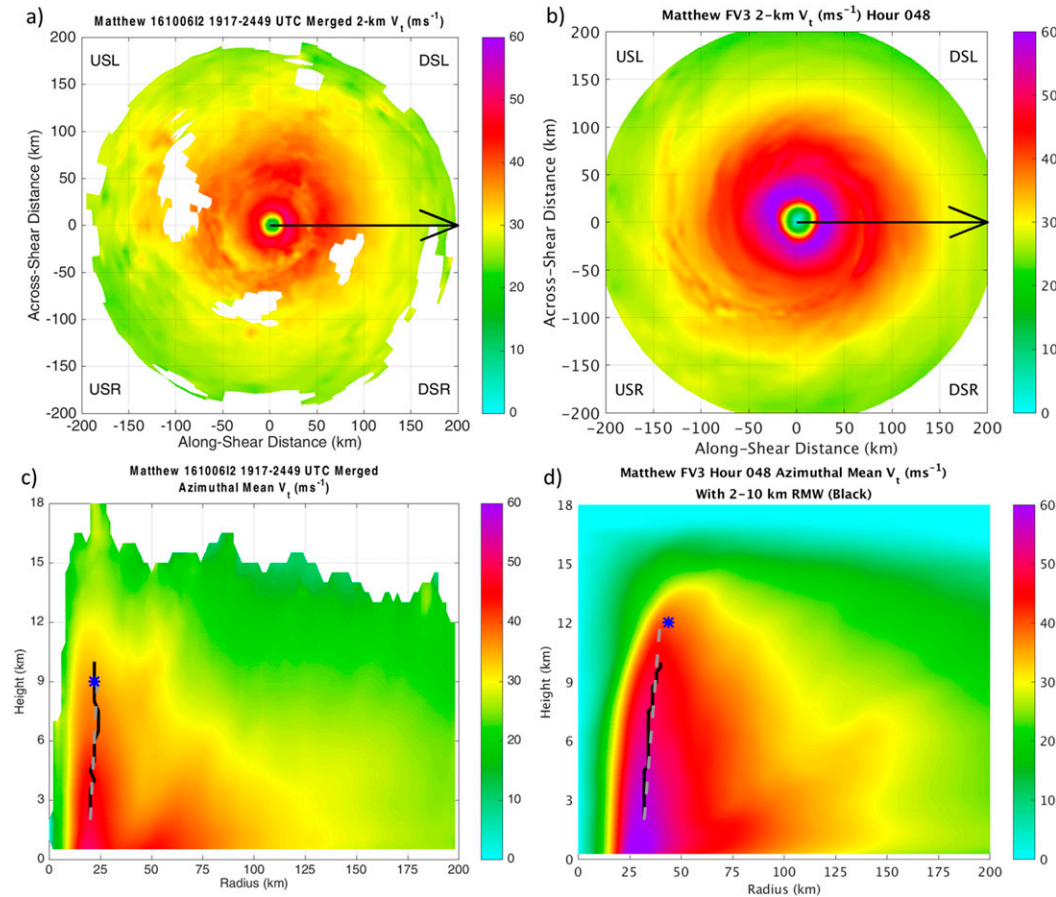 a)
Matthew 161006I2 1917-2449 UTC Merged 2-km V t (ms-1)
USL
DSL
USR
DSR
200
150
100
50
0
-50
-100
-150
-200
Across-Shear Distance (km)
-200 -150 -100 -50 0 50 100 150 200
Along-Shear Distance (km)
60
50
40
30
20
10
0
b)
Matthew FV3 2-km Vt (ms-1) Hour 048
USL
DSL
USR
DSR
200
150
100
50
0
-50
-100
-150
-200
Across-Shear Distance (km)
-200 -150 -100 -50 0 50 100 150 200
Along-Shear Distance (km)
60
50
40
30
20
10
0
c)
Matthew 161006I2 1917-2449 UTC Merged
Azimuthal Mean Vt (ms-1)
18
15
12
9
6
3
0
Height (km)
0 25 50 75 100 125 150 175 200
Radius (km)
60
50
40
30
20
10
0
d)
Matthew FV3 Hour 048 Azimuthal Mean Vt (ms-1)
With 2-10 km RMW (Black)
18
15
12
9
6
3
0
Height (km)
0 25 50 75 100 125 150 175 200
Radius (km)
60
50
40
30
20
10
0